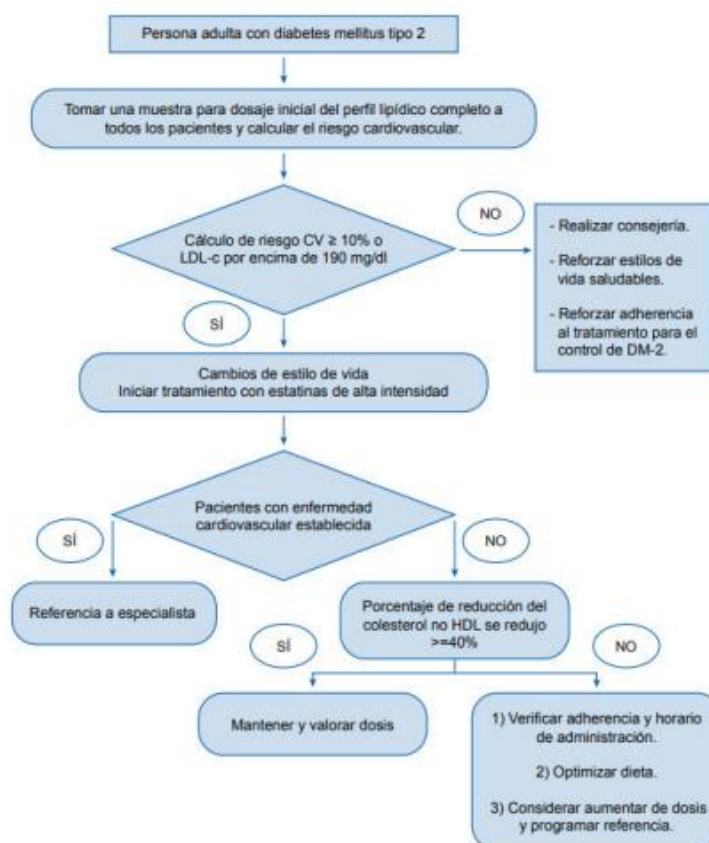 Persona adulta con diabetes mellitus tipo 2
Tomar una muestra para dosaje inicial del perfil lipídico completo a
todos los pacientes y calcular el riesgo cardiovascular.
NO
Cálculo de riesgo CV ≥ 10% o
LDL-c por encima de 190 mg/dl
- Realizar consejería.
- Reforzar estilos de
vida saludables.
- Reforzar adherencia
al tratamiento para el
control de DM-2.
SÍ
Cambios de estilo de vida
Iniciar tratamiento con estatinas de alta intensidad
Pacientes con enfermedad
cardiovascular establecida
SÍ
NO
Referencia a especialista
Porcentaje de reducción del
colesterol no HDL se redujo
>=40%
SÍ
NO
Mantener y valorar dosis
1) Verificar adherencia y horario
de administración.
2) Optimizar dieta.
3) Considerar aumentar de dosis
y programar referencia.